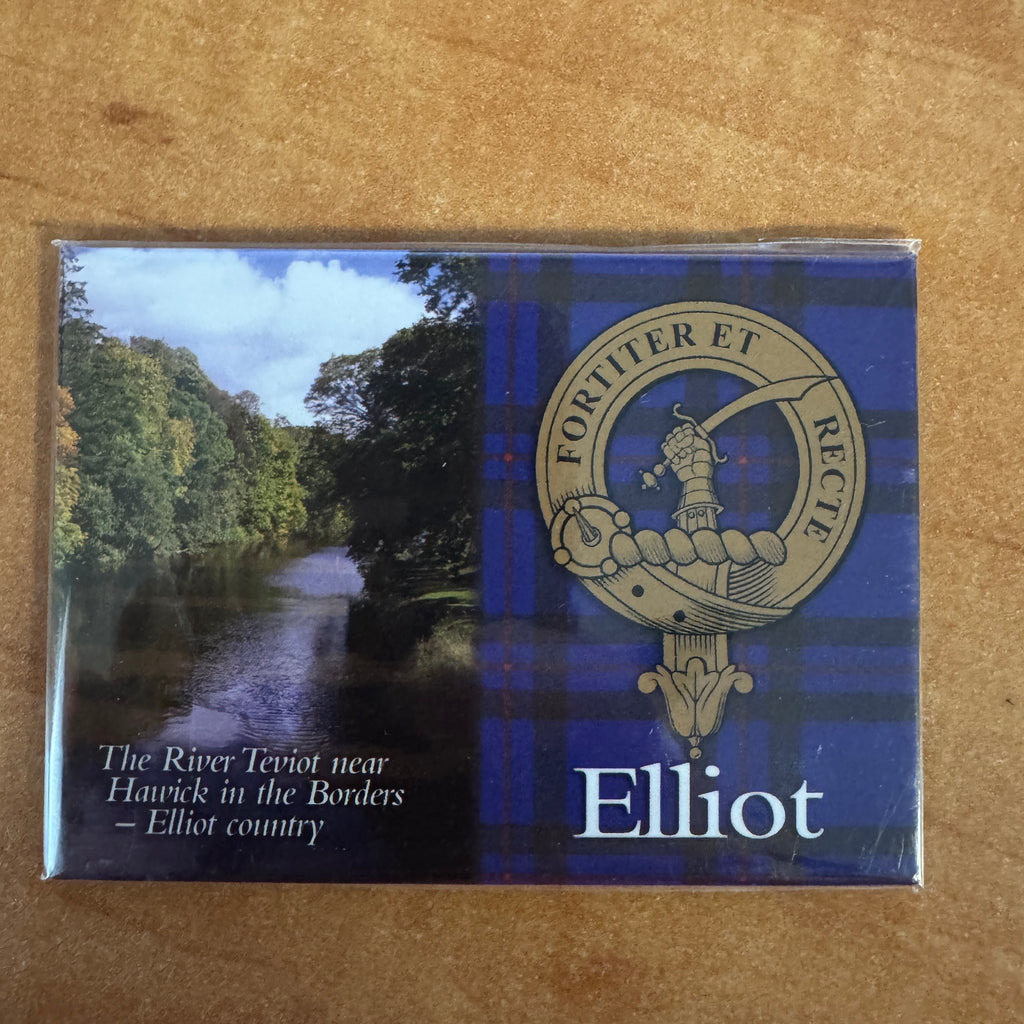 The River Teviot near
Hawick in the Borders
– Elliot country
FORTITER ET RECTE
Elliot